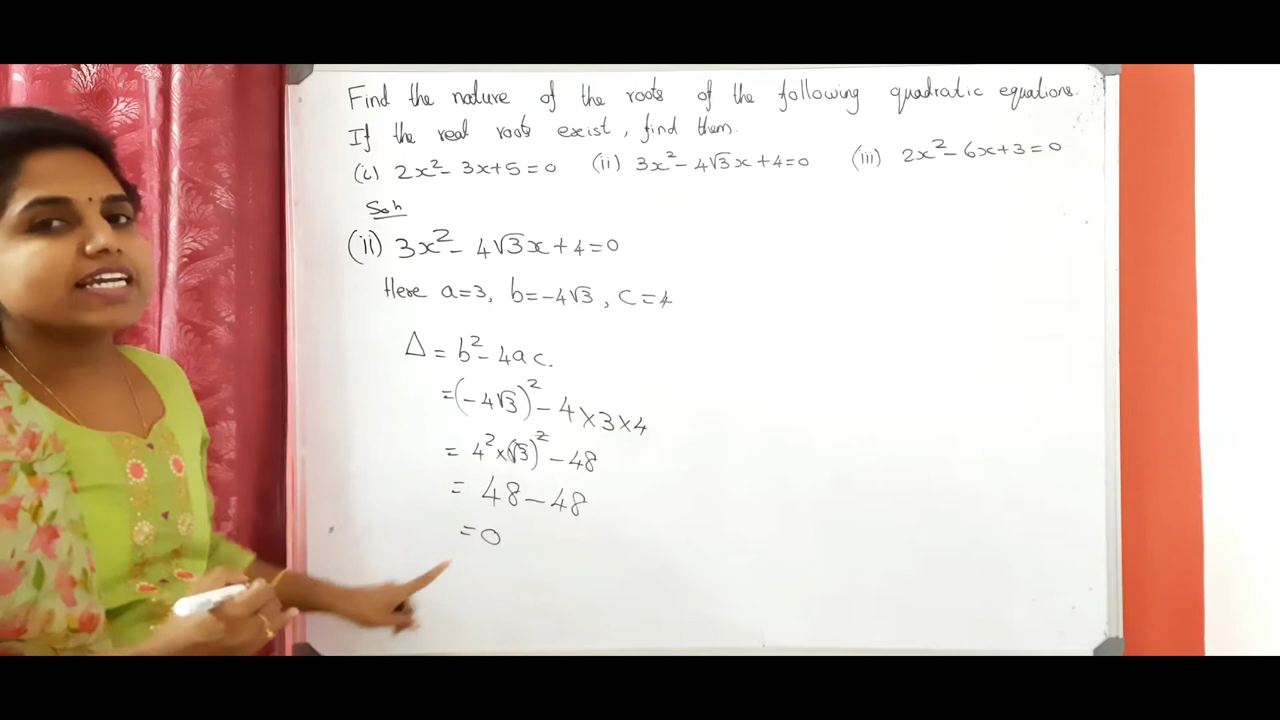 Find the nature of the roots of the following quadratic equations.
If the real roots exist, find them.
(i) 2x²- 3x+5=0 (ii) 3x²-4√3x+4=0 (iii) 2x²-6x+3=0
Soln
(ii) 3x²- 4√3x+4=0
Here a=3, b=-4√3, c=4
Δ = b²-4ac.
=(-4√3)²-4×3×4
= 4²×(√3)²-48
= 48-48
=0